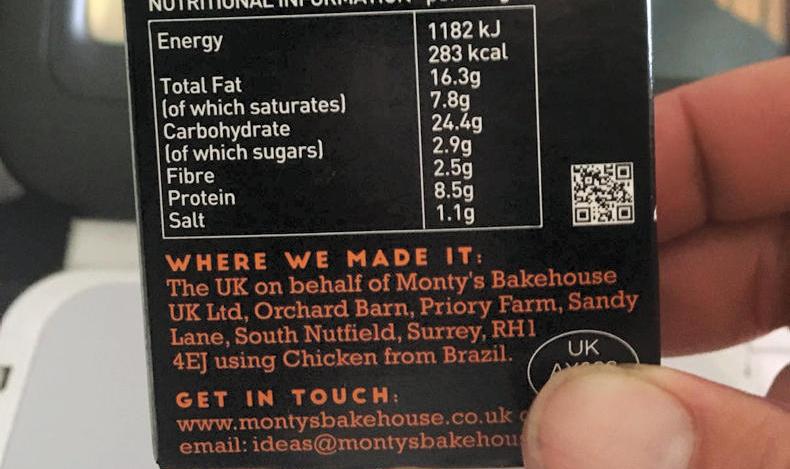 NUTRITIONAL INFORMATION
Energy 1182 kJ
283 kcal
Total Fat 16.3g
(of which saturates) 7.8g
Carbohydrate 24.4g
(of which sugars) 2.9g
Fibre 2.5g
Protein 8.5g
Salt 1.1g
WHERE WE MADE IT:
The UK on behalf of Monty's Bakehouse
UK Ltd, Orchard Barn, Priory Farm, Sandy
Lane, South Nutfield, Surrey, RH1
4EJ using Chicken from Brazil.
UK
GET IN TOUCH:
www.montysbakehouse.co.uk
email: ideas@montysbakehou